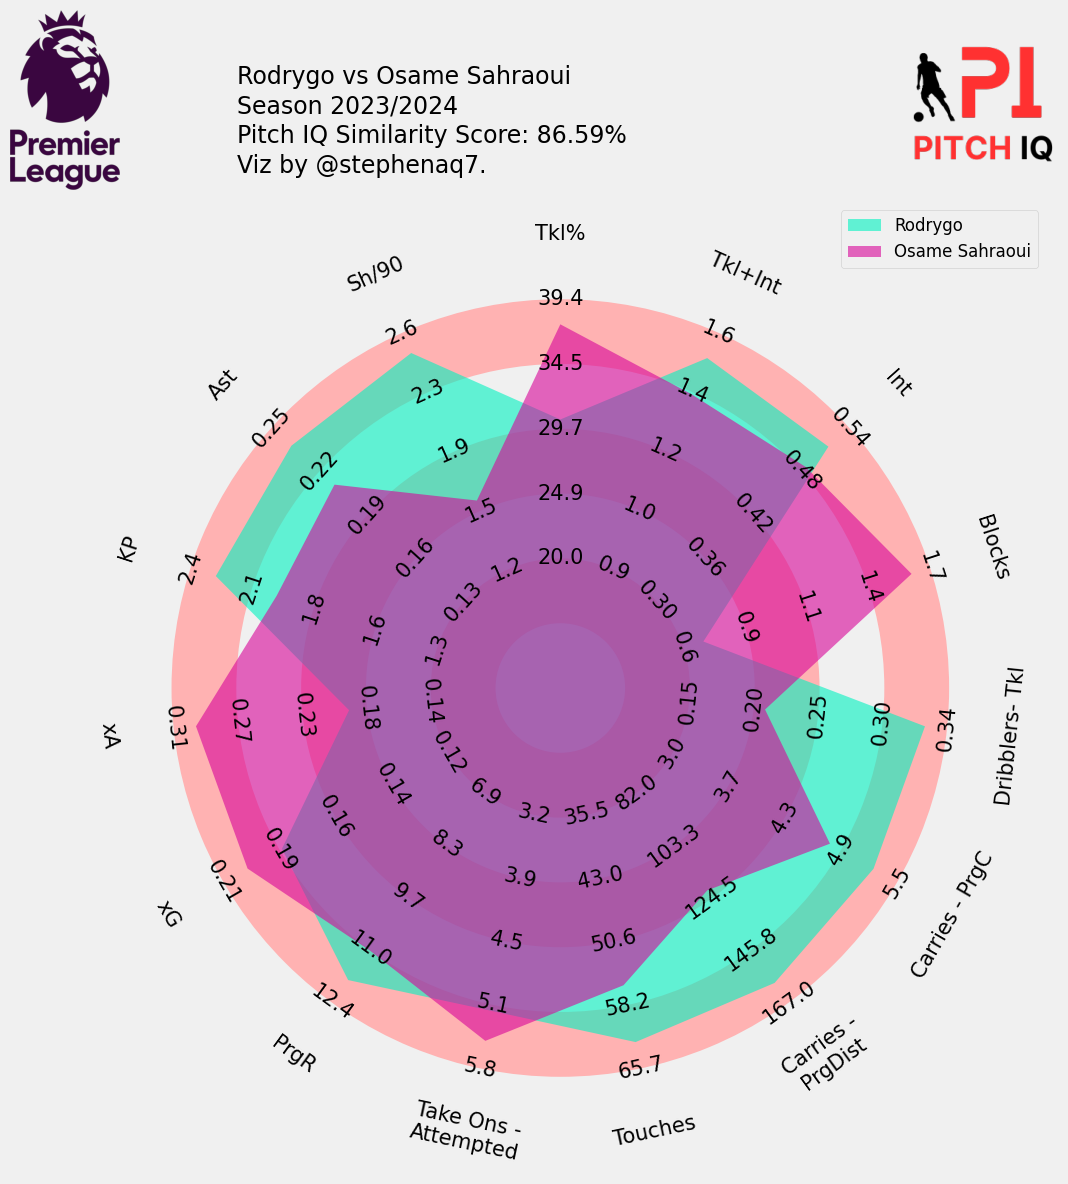 Premier
League
Rodrygo vs Osame Sahraoui
Season 2023/2024
Pitch IQ Similarity Score: 86.59%
Viz by @stephenaq7.
PI
PITCH IQ
Rodrygo
Osame Sahraoui
Tkl%
39.4
34.5
29.7
24.9
20.0
Tkl+Int
1.6
1.4
1.2
1.0
0.9
Int
0.54
0.48
0.42
0.36
0.30
Blocks
1.7
1.4
1.1
0.9
0.6
Dribblers- Tkl
0.34
0.30
0.25
0.20
0.15
Carries - PrgC
5.5
4.9
4.3
3.7
3.0
Carries -
PrgDist
167.0
145.8
124.5
103.3
82.0
Touches
65.7
58.2
50.6
43.0
35.5
Take Ons -
Attempted
5.8
5.1
4.5
3.9
3.2
PrgR
12.4
11.0
9.7
8.3
6.9
xG
0.21
0.19
0.16
0.14
0.12
xA
0.31
0.27
0.23
0.18
0.14
KP
2.4
2.1
1.8
1.6
1.3
Ast
0.25
0.22
0.19
0.16
0.13
Sh/90
2.6
2.3
1.9
1.5
1.2